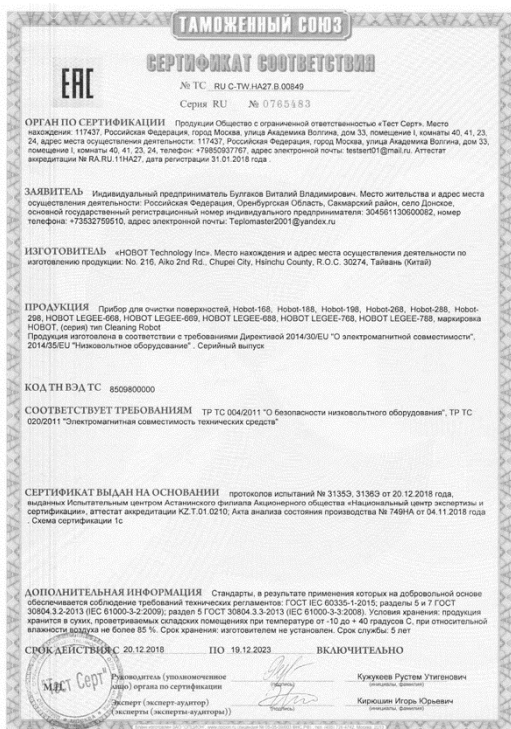 ТАМОЖЕННЫЙ СОЮЗ
СЕРТИФИКАТ СООТВЕТСТВИЯ
ЕАС
№ ТС RU C-TW.HA27.B.00849
Серия RU № 0765483
ОРГАН ПО СЕРТИФИКАЦИИ Продукции Общество с ограниченной ответственностью «Тест Серт». Место
нахождения: 117437, Российская Федерация, город Москва, улица Академика Волгина, дом 33, помещение I, комнаты 40, 41, 23,
24, адрес места осуществления деятельности: 117437, Российская Федерация, город Москва, улица Академика Волгина, дом 33,
помещение I, комнаты 40, 41, 23, 24, телефон: +79850937767, адрес электронной почты: testsert01@mail.ru. Аттестат
аккредитации № RA.RU.11HA27, дата регистрации 31.01.2018 года .
ЗАЯВИТЕЛЬ Индивидуальный предприниматель Булгаков Виталий Владимирович. Место жительства и адрес места
осуществления деятельности: Российская Федерация, Оренбургская Область, Сакмарский район, село Донское,
основной государственный регистрационный номер индивидуального предпринимателя: 304561130600082, номер
телефона: +73532759510, адрес электронной почты: Teplomaster2001@yandex.ru
ИЗГОТОВИТЕЛЬ «HOBOT Technology Inc». Место нахождения и адрес места осуществления деятельности по
изготовлению продукции: No. 216, Aiko 2nd Rd., Chupei City, Hsinchu County, R.O.C. 30274, Тайвань (Китай)
ПРОДУКЦИЯ Прибор для очистки поверхностей, Hobot-168, Hobot-188, Hobot-198, Hobot-268, Hobot-288, Hobot-
298, HOBOT LEGEE-668, HOBOT LEGEE-669, HOBOT LEGEE-688, HOBOT LEGEE-768, HOBOT LEGEE-788, маркировка
HOBOT, (серия) тип Cleaning Robot
Продукция изготовлена в соответствии с требованиями Директивой 2014/30/EU "О электромагнитной совместимости",
2014/35/EU "Низковольтное оборудование" . Серийный выпуск
КОД ТН ВЭД ТС 8509800000
СООТВЕТСТВУЕТ ТРЕБОВАНИЯМ ТР ТС 004/2011 "О безопасности низковольтного оборудования", ТР ТС
020/2011 "Электромагнитная совместимость технических средств"
СЕРТИФИКАТ ВЫДАН НА ОСНОВАНИИ протоколов испытаний № 3135Э, 3136Э от 20.12.2018 года,
выданных Испытательным центром Астанинского филиала Акционерного общества «Национальный центр экспертизы и
сертификации», аттестат аккредитации KZ.T.01.0210; Акта анализа состояния производства № 749НА от 04.11.2018 года
. Схема сертификации 1с
ДОПОЛНИТЕЛЬНАЯ ИНФОРМАЦИЯ Стандарты, в результате применения которых на добровольной основе
обеспечивается соблюдение требований технических регламентов: ГОСТ IEC 60335-1-2015; разделы 5 и 7 ГОСТ
30804.3.2-2013 (IEC 61000-3-2:2009); раздел 5 ГОСТ 30804.3.3-2013 (IEC 61000-3-3:2008). Условия хранения: продукция
хранится в сухих, проветриваемых складских помещениях при температуре от -10 до + 40 градусов С, при относительной
влажности воздуха не более 85 %. Срок хранения: изготовителем не установлен. Срок службы: 5 лет
СРОК ДЕЙСТВИЯ С 20.12.2018 ПО 19.12.2023 ВКЛЮЧИТЕЛЬНО
Тест Серт
М.П.
Руководитель (уполномоченное
лицо) органа по сертификации
(подпись)
Кужукеев Рустем Утигенович
(инициалы, фамилия)
Эксперт (эксперт-аудитор)
(эксперты (эксперты-аудиторы))
(подпись)
Кирюшин Игорь Юрьевич
(инициалы, фамилия)